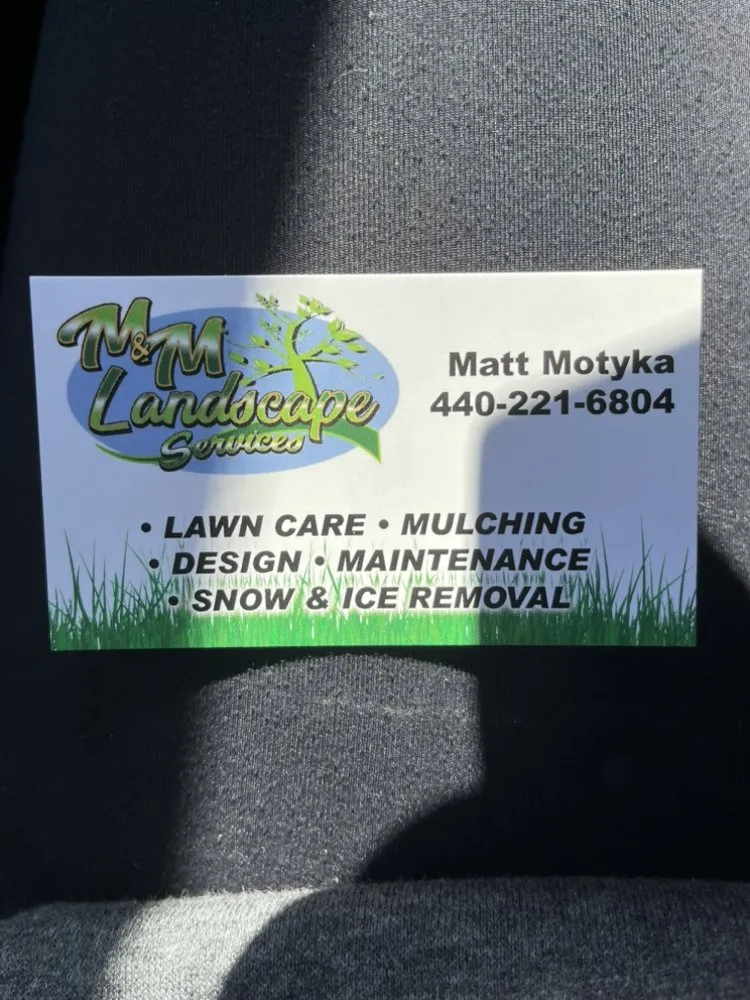 M&M
Landscape
Services
Matt Motyka
440-221-6804
• LAWN CARE • MULCHING
• DESIGN • MAINTENANCE
• SNOW & ICE REMOVAL